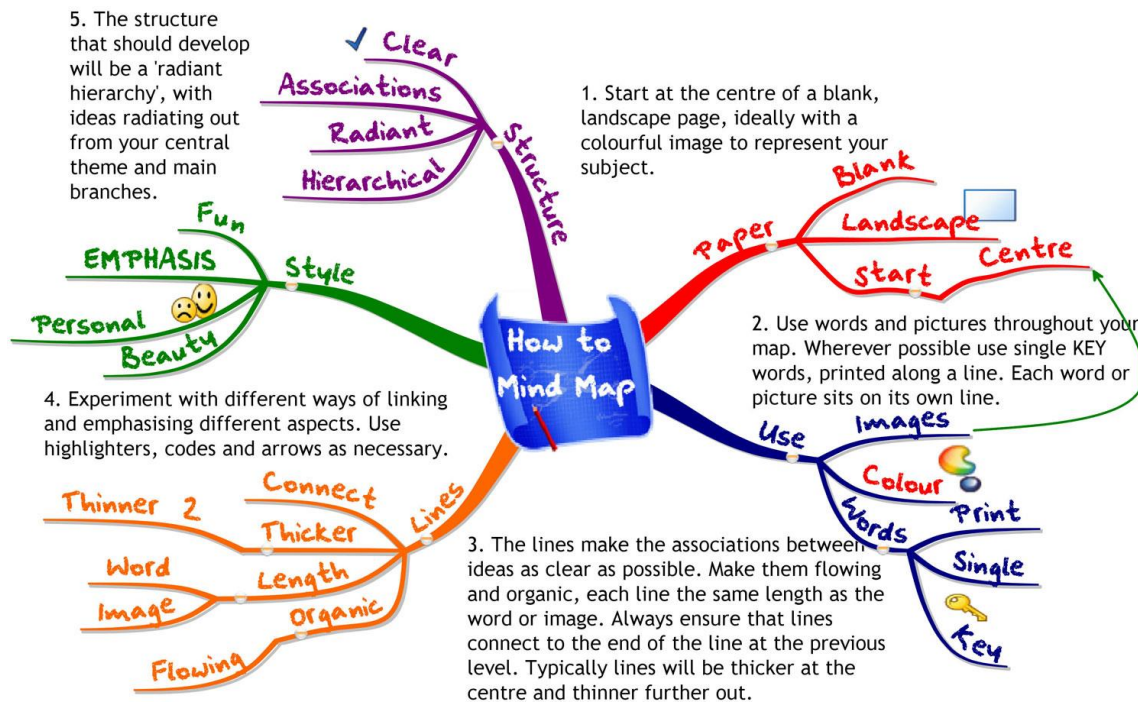 How to
Mind Map
1. Start at the centre of a blank,
landscape page, ideally with a
colourful image to represent your
subject.
Paper
Blank
Landscape
Start
Centre
2. Use words and pictures throughout your
map. Wherever possible use single KEY
words, printed along a line. Each word or
picture sits on its own line.
Use
Images
Colour
Words
Print
Single
Key
3. The lines make the associations between
ideas as clear as possible. Make them flowing
and organic, each line the same length as the
word or image. Always ensure that lines
connect to the end of the line at the previous
level. Typically lines will be thicker at the
centre and thinner further out.
Lines
Connect
Thicker
Thinner 2
Length
Word
Image
Organic
Flowing
4. Experiment with different ways of linking
and emphasising different aspects. Use
highlighters, codes and arrows as necessary.
Style
Fun
EMPHASIS
Personal
Beauty
5. The structure
that should develop
will be a 'radiant
hierarchy', with
ideas radiating out
from your central
theme and main
branches.
Structure
Clear
Associations
Radiant
Hierarchical